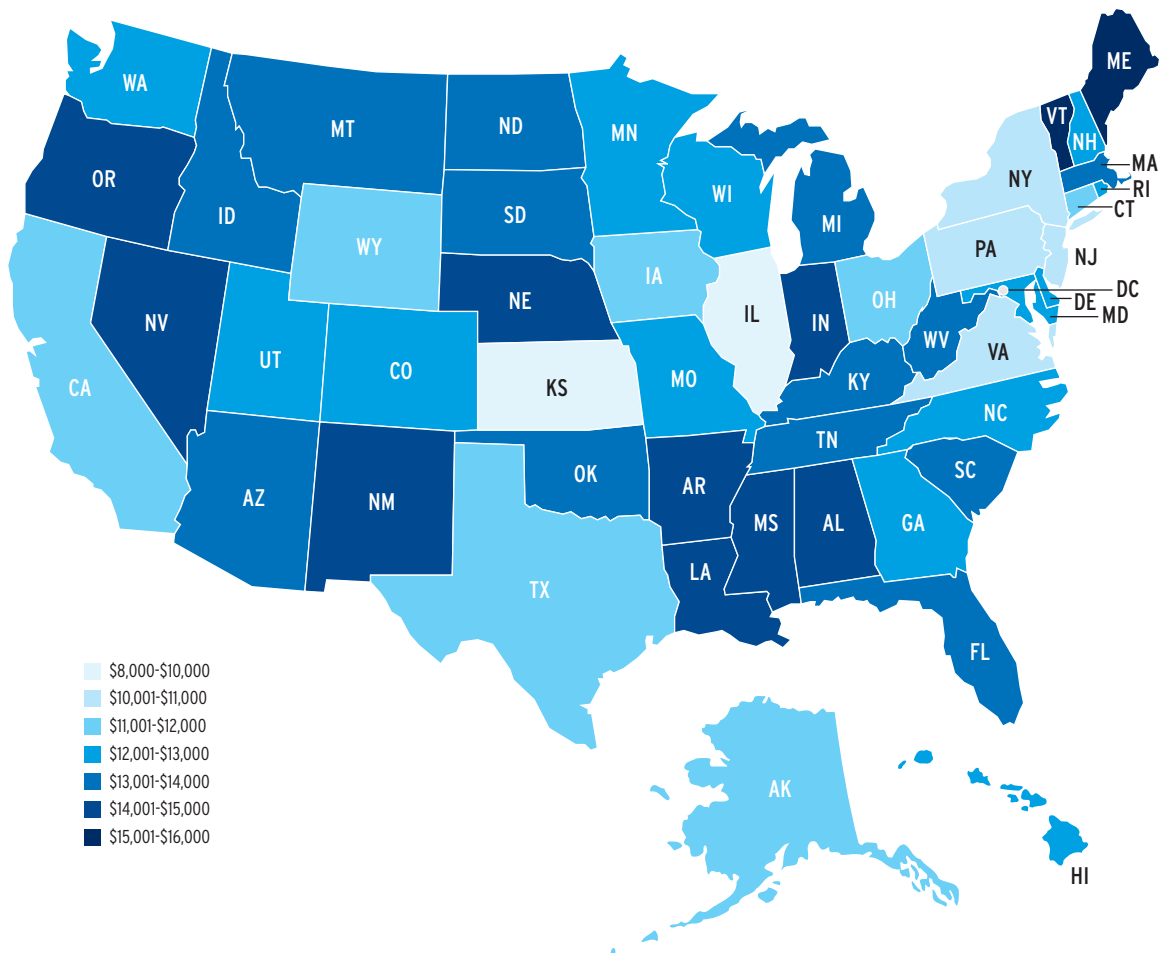 ME
WA
VT
MT
ND
MN
NH
MA
OR
NY
RI
WI
CT
ID
SD
MI
WY
PA
NJ
IA
DC
NE
OH
DE
IL
MD
NV
IN
WV
VA
UT
CO
KS
MO
KY
CA
NC
TN
OK
SC
AZ
NM
AR
MS
AL
GA
LA
TX
FL
$8,000-$10,000
$10,001-$11,000
$11,001-$12,000
$12,001-$13,000
$13,001-$14,000
$14,001-$15,000
$15,001-$16,000
AK
HI